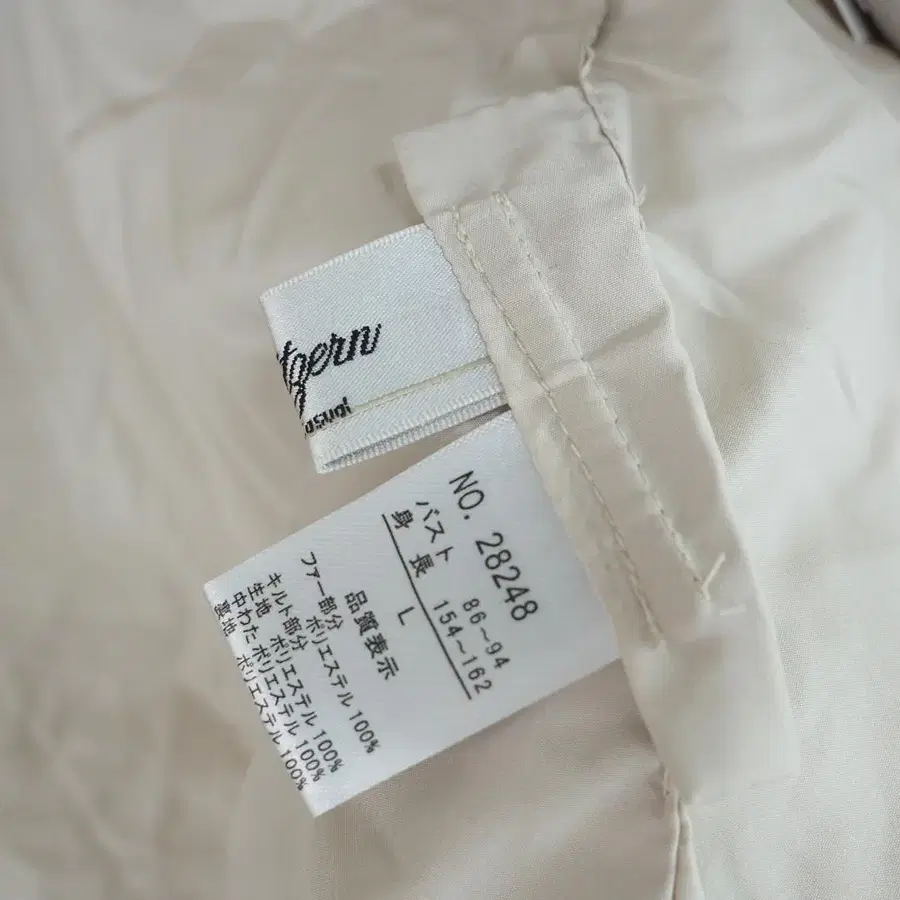 tzern
asual
NO. 28248
バスト 86~94
身長 154~162
L
品質表示
ファー部分 ポリエステル 100%
キルト部分
生地 ポリエステル 100%
中わた ポリエステル 100%
裏地 ポリエステル 100%